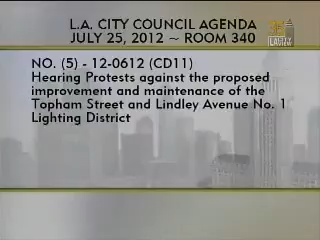 L.A. CITY COUNCIL AGENDA
JULY 25, 2012 ~ ROOM 340
NO. (5) - 12-0612 (CD11)
Hearing Protests against the proposed
improvement and maintenance of the
Topham Street and Lindley Avenue No. 1
Lighting District